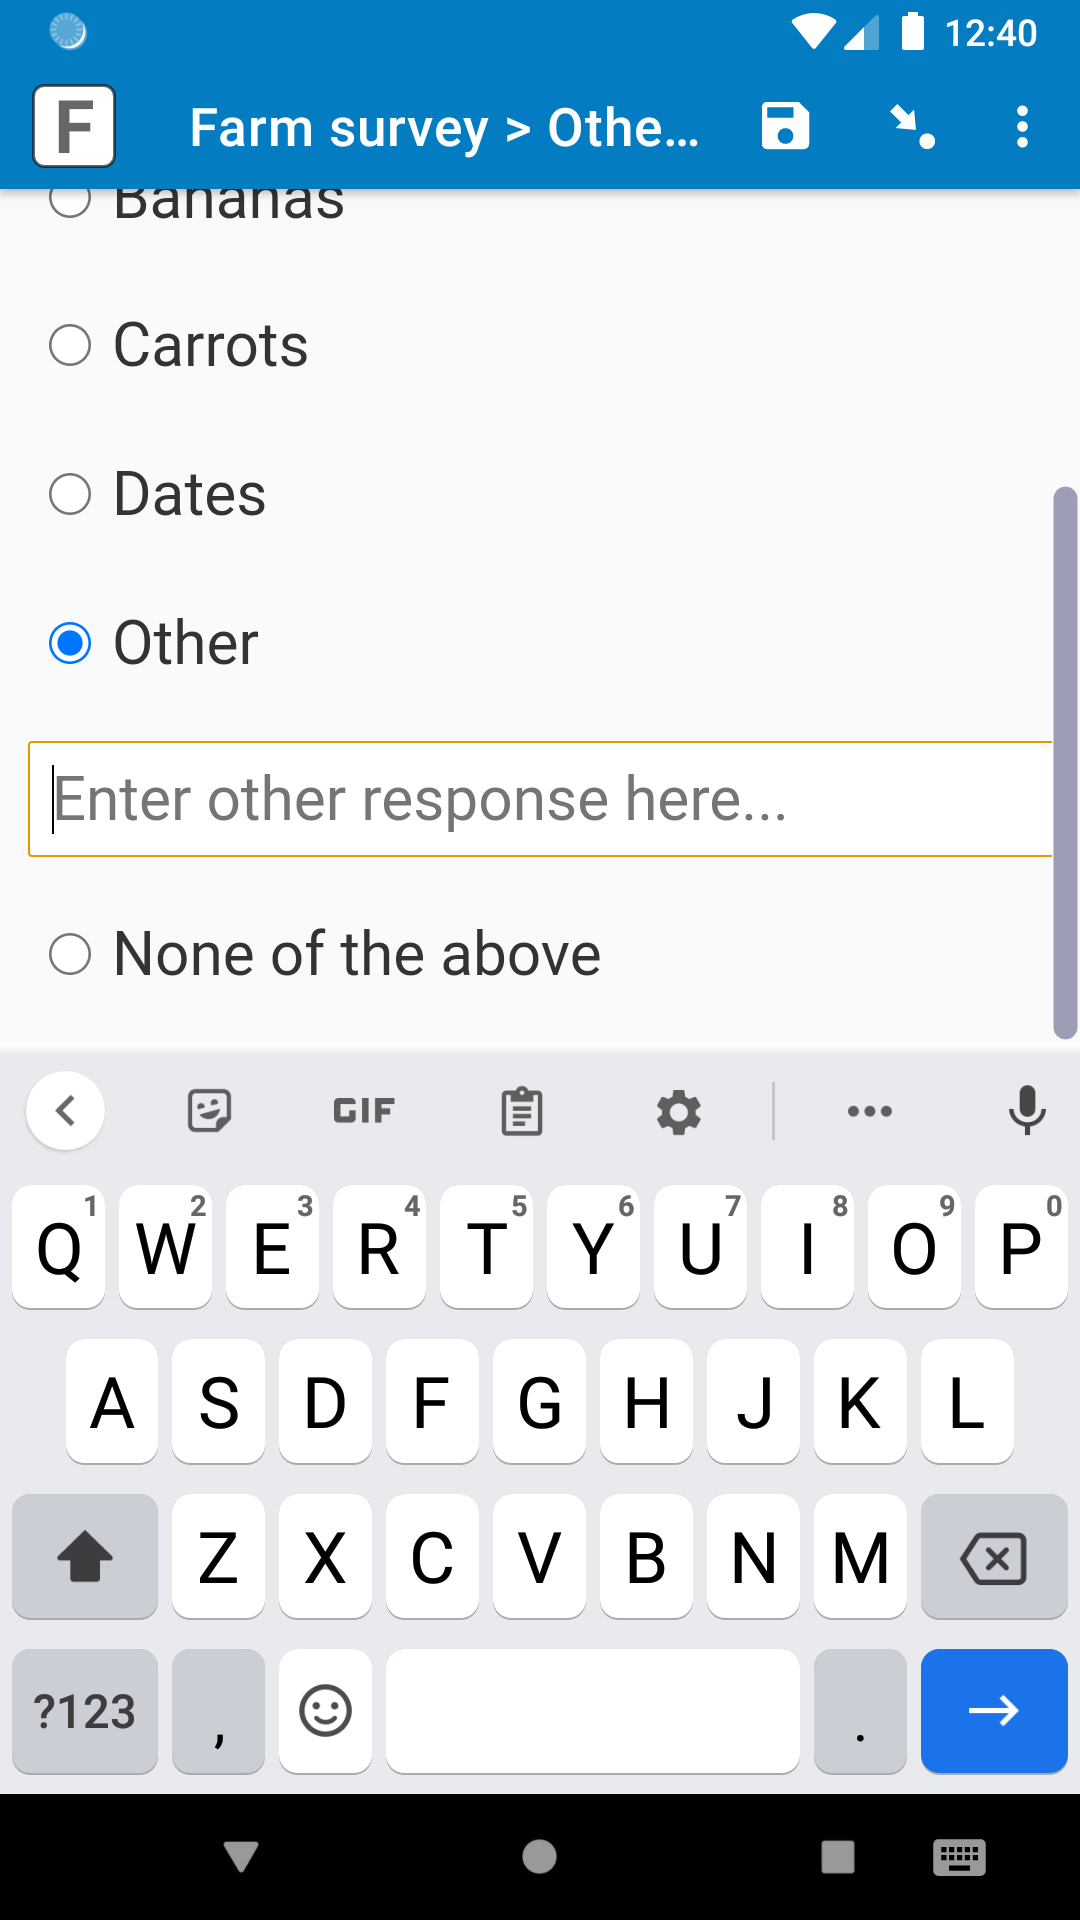 12:40
F
Farm survey > Othe...
Bananas
Carrots
Dates
Other
Enter other response here...
None of the above
GIF
Q 1 W 2 E 3 R 4 T 5 Y 6 U 7 I 8 O 9 P 0
A S D F G H J K L
Z X C V B N M
?123 , .